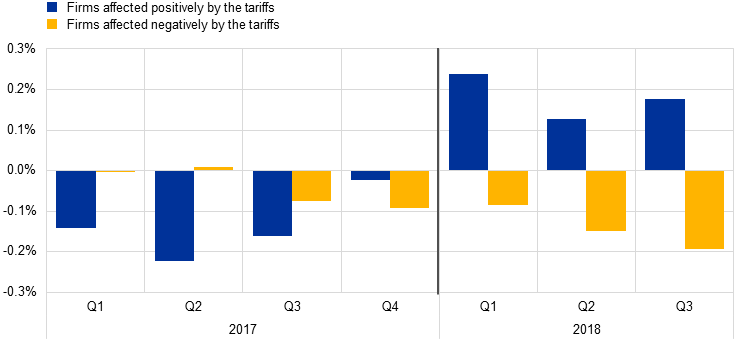 Firms affected positively by the tariffs
Firms affected negatively by the tariffs
0.3%
0.2%
0.1%
0.0%
-0.1%
-0.2%
-0.3%
Q1 Q2 Q3 Q4 Q1 Q2 Q3
2017 2018